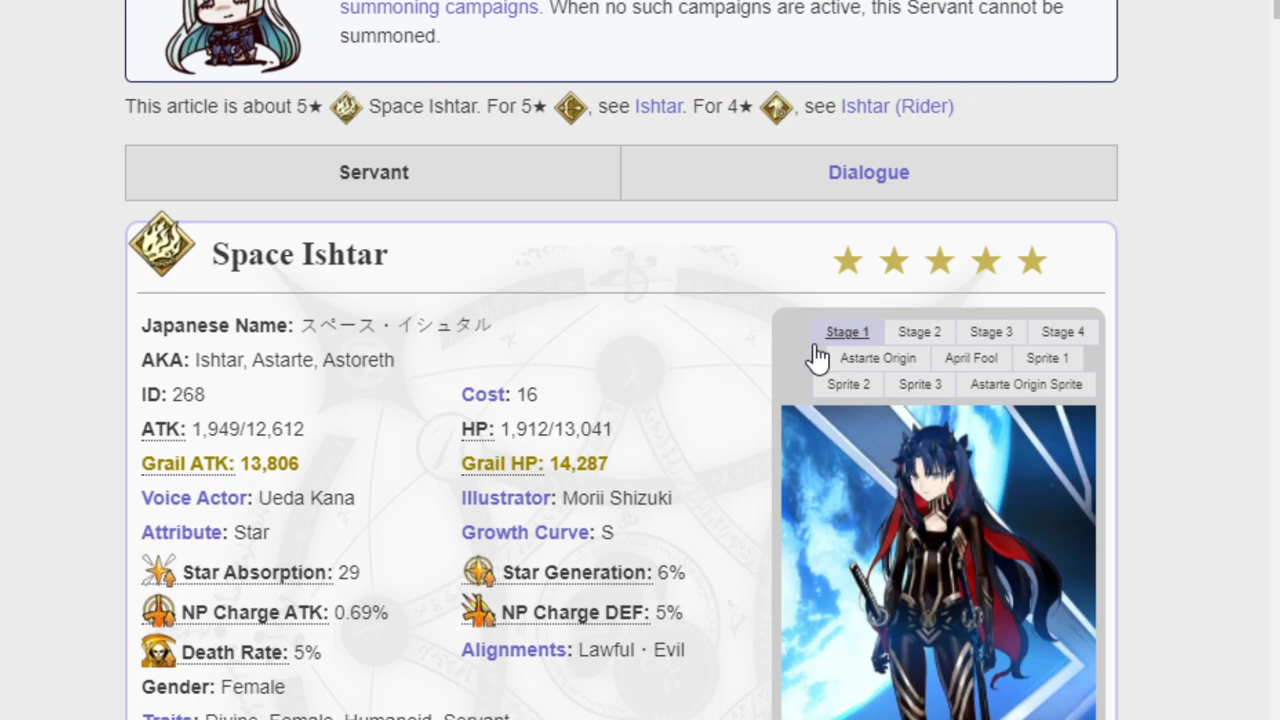 summoning campaigns. When no such campaigns are active, this Servant cannot be
summoned.
This article is about 5★ Space Ishtar. For 5★ , see Ishtar. For 4★ , see Ishtar (Rider)
Servant
Dialogue
Space Ishtar
★ ★ ★ ★ ★
Japanese Name: スペース・イシュタル
AKA: Ishtar, Astarte, Astoreth
ID: 268
Cost: 16
ATK: 1,949/12,612
HP: 1,912/13,041
Grail ATK: 13,806
Grail HP: 14,287
Voice Actor: Ueda Kana
Illustrator: Morii Shizuki
Attribute: Star
Growth Curve: S
Star Absorption: 29
Star Generation: 6%
NP Charge ATK: 0.69%
NP Charge DEF: 5%
Death Rate: 5%
Alignments: Lawful · Evil
Gender: Female
Traits: Divine, Female, Humanoid, Servant,
Stage 1 Stage 2 Stage 3 Stage 4
Astarte Origin April Fool Sprite 1
Sprite 2 Sprite 3 Astarte Origin Sprite